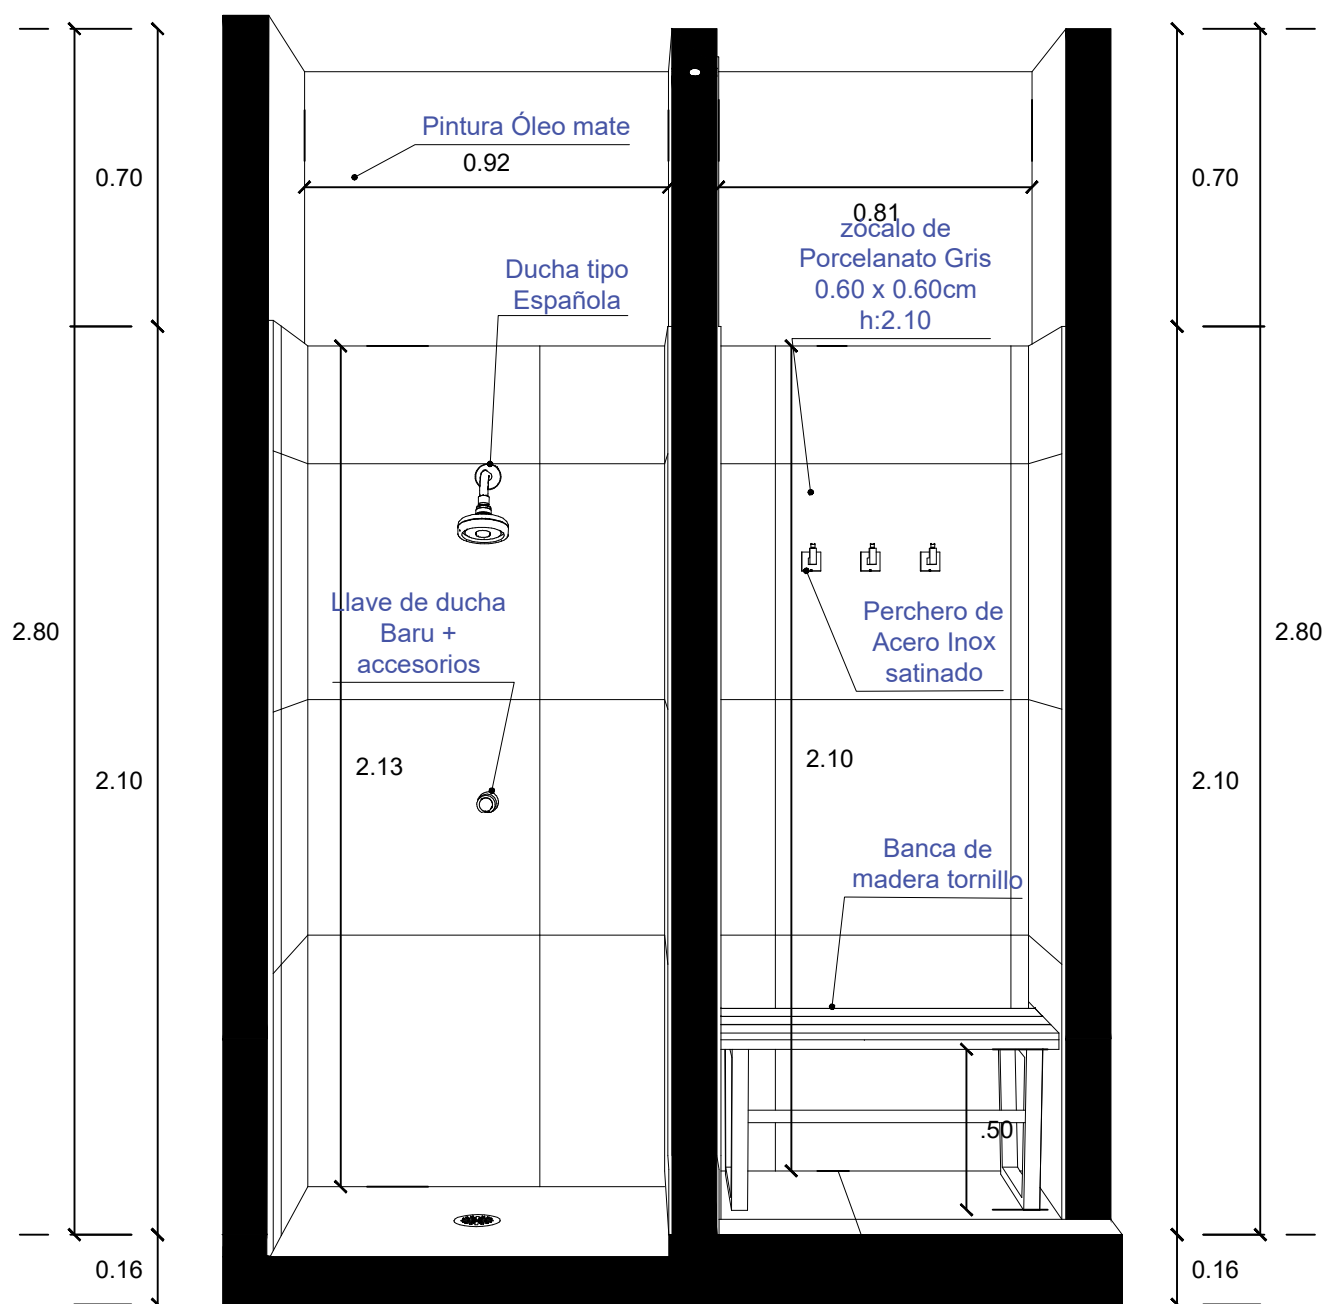 Pintura Óleo mate
0.92
0.70
0.70
0.81
zócalo de
Porcelanato Gris
0.60 x 0.60cm
h:2.10
Ducha tipo
Española
Llave de ducha
Baru +
accesorios
Perchero de
Acero Inox
satinado
2.80
2.80
2.13
2.10
2.10
2.10
Banca de
madera tornillo
.50
0.16
0.16